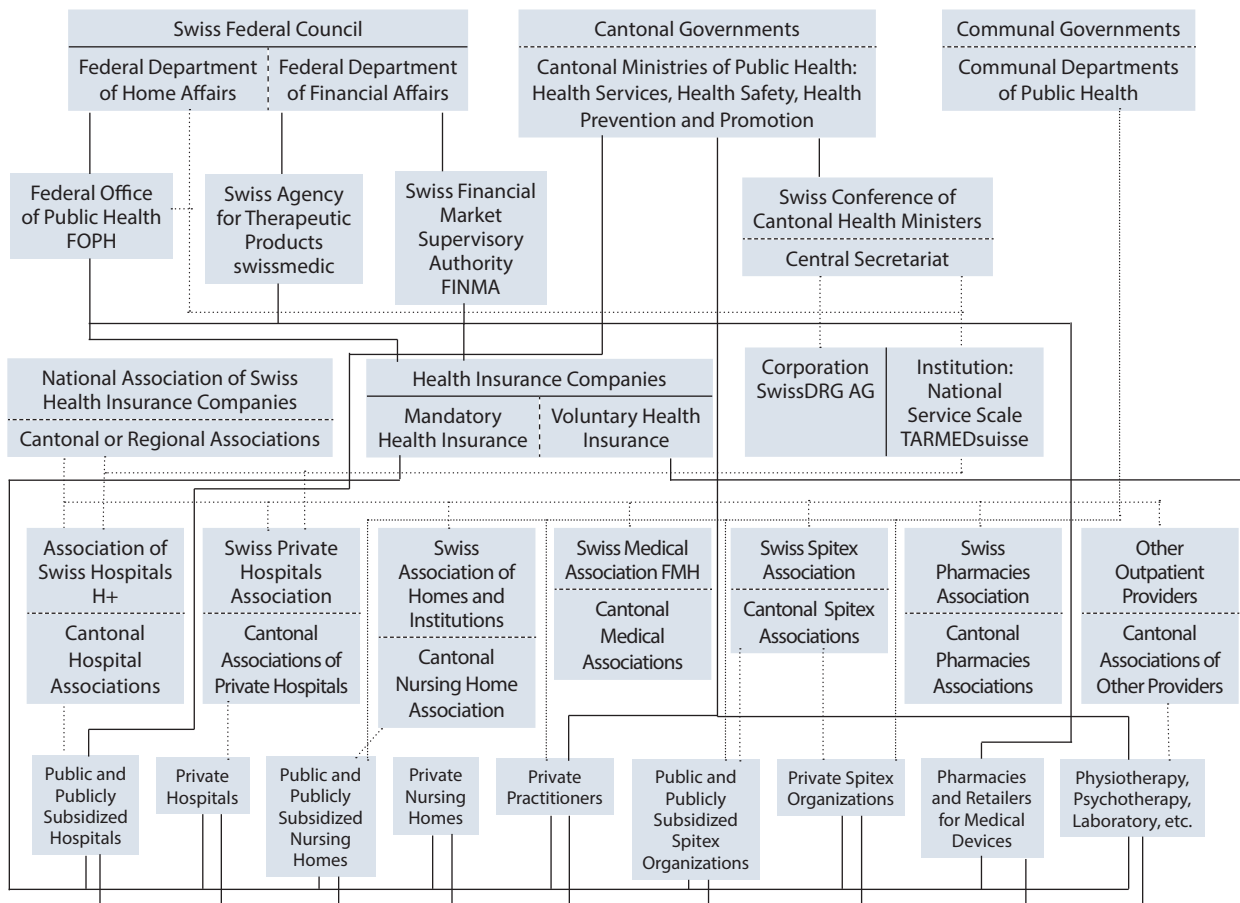 Swiss Federal Council
Federal Department
of Home Affairs
Federal Department
of Financial Affairs
Cantonal Governments
Cantonal Ministries of Public Health:
Health Services, Health Safety, Health
Prevention and Promotion
Communal Governments
Communal Departments
of Public Health
Federal Office
of Public Health
FOPH
Swiss Agency
for Therapeutic
Products
swissmedic
Swiss Financial
Market
Supervisory
Authority
FINMA
Swiss Conference of
Cantonal Health Ministers
Central Secretariat
National Association of Swiss
Health Insurance Companies
Cantonal or Regional Associations
Health Insurance Companies
Mandatory
Health Insurance
Voluntary Health
Insurance
Corporation
SwissDRG AG
Institution:
National
Service Scale
TARMEDsuisse
Association of
Swiss Hospitals
H+
Cantonal
Hospital
Associations
Swiss Private
Hospitals
Association
Cantonal
Associations of
Private Hospitals
Swiss
Association of
Homes and
Institutions
Cantonal
Nursing Home
Association
Swiss Medical
Association FMH
Cantonal
Medical
Associations
Swiss Spitex
Association
Cantonal Spitex
Associations
Swiss
Pharmacies
Association
Cantonal
Pharmacies
Associations
Other
Outpatient
Providers
Cantonal
Associations of
Other Providers
Public and
Publicly
Subsidized
Hospitals
Private
Hospitals
Public and
Publicly
Subsidized
Nursing
Homes
Private
Nursing
Homes
Private
Practitioners
Public and
Publicly
Subsidized
Spitex
Organizations
Private Spitex
Organizations
Pharmacies
and Retailers
for Medical
Devices
Physiotherapy,
Psychotherapy,
Laboratory, etc.